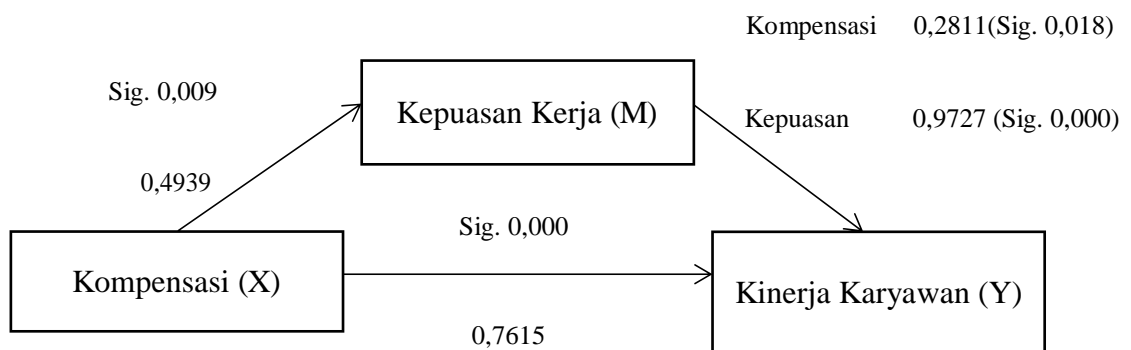 Kompensasi 0,2811(Sig. 0,018)
Sig. 0,009
Kepuasan Kerja (M)
Kepuasan 0,9727 (Sig. 0,000)
0,4939
Sig. 0,000
Kompensasi (X)
Kinerja Karyawan (Y)
0,7615